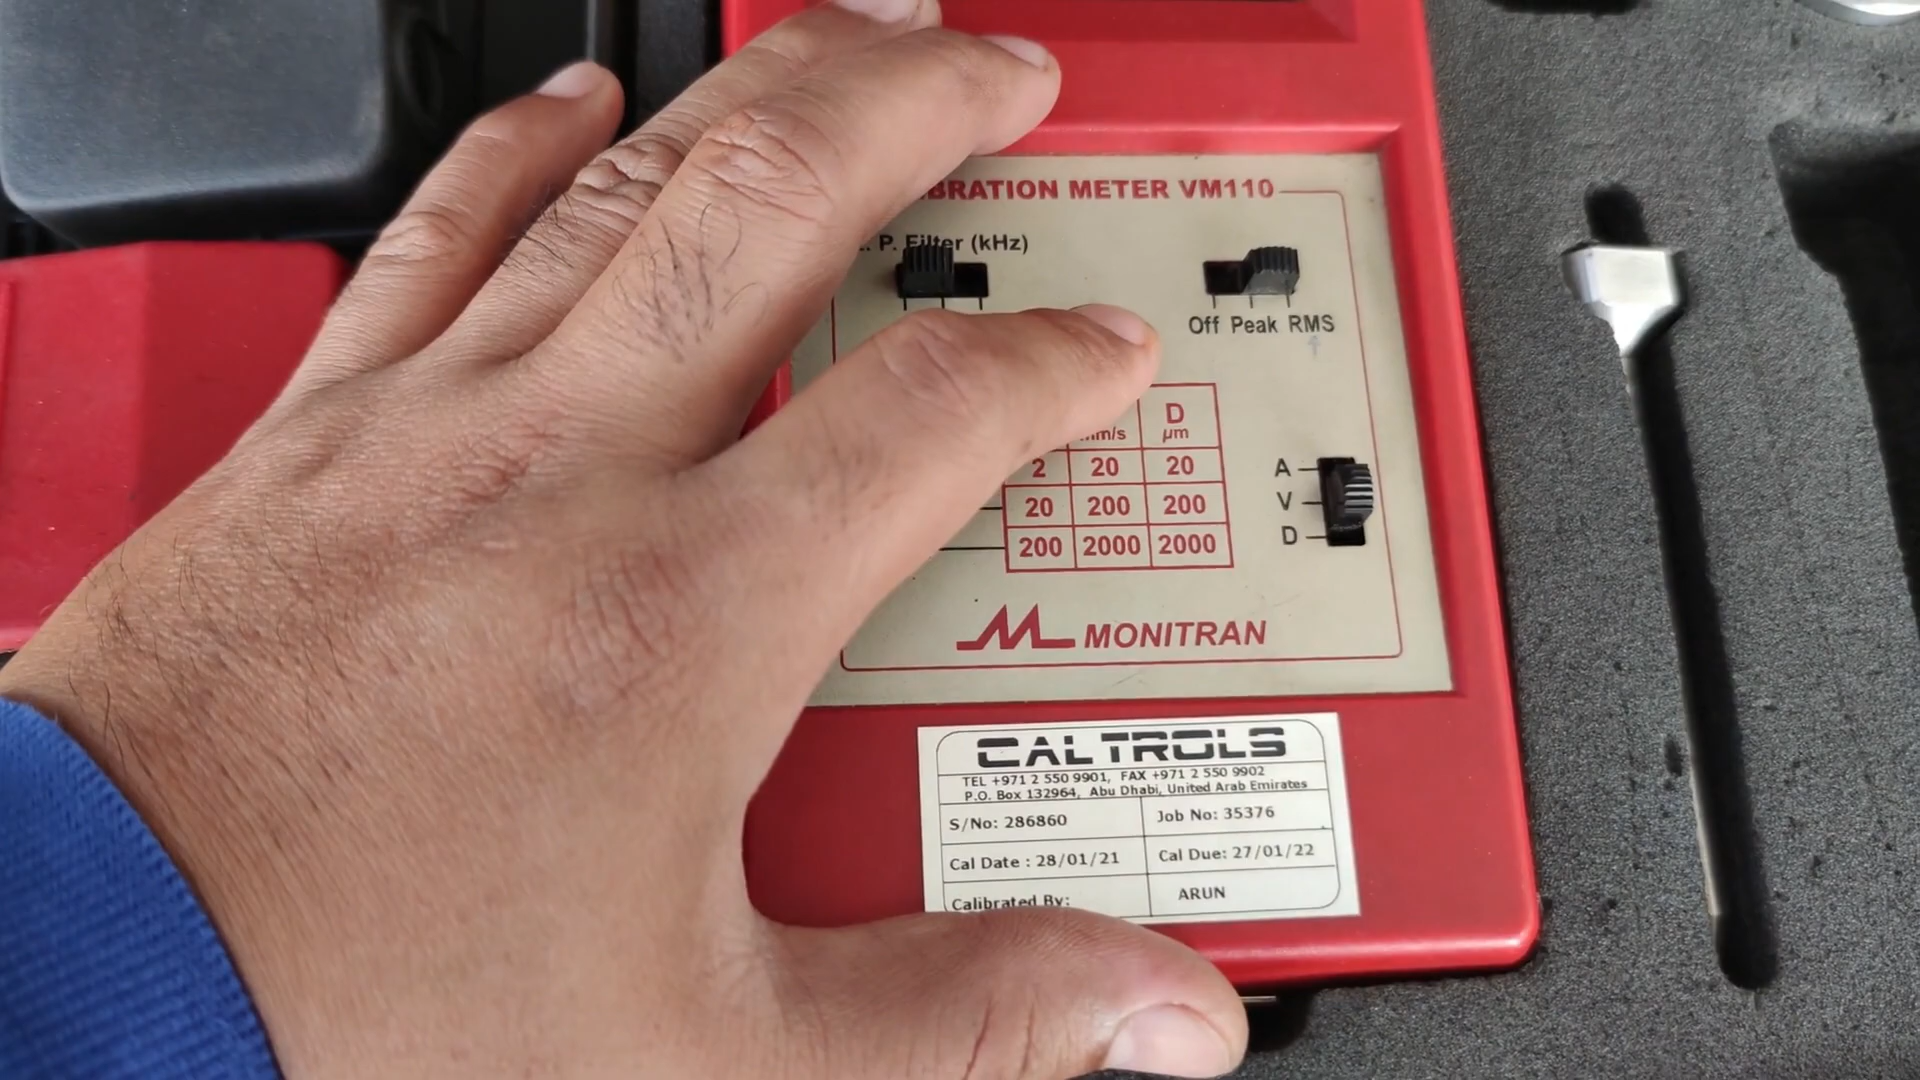 BRATION METER VM110
. P. Filter (kHz)
Off Peak RMS
D
mm/s μm
2 20 20
20 200 200
200 2000 2000
A
V
D
MONITRAN
CAL TROLS
TEL +971 2 550 9901, FAX +971 2 550 9902
P.O. Box 132964, Abu Dhabi, United Arab Emirates
S/No: 286860 Job No: 35376
Cal Date : 28/01/21 Cal Due: 27/01/22
Calibrated By: ARUN